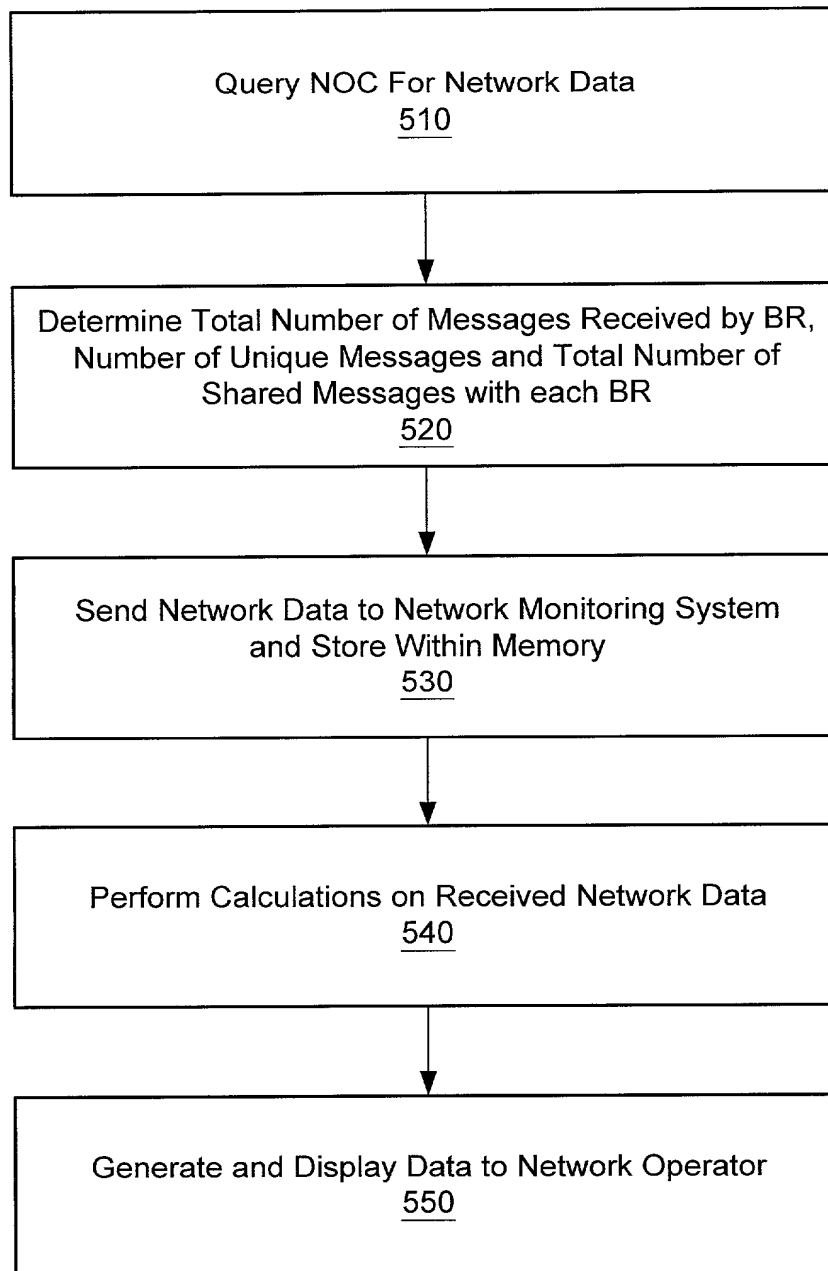 Query NOC For Network Data
510
Determine Total Number of Messages Received by BR,
Number of Unique Messages and Total Number of
Shared Messages with each BR
520
Send Network Data to Network Monitoring System
and Store Within Memory
530
Perform Calculations on Received Network Data
540
Generate and Display Data to Network Operator
550